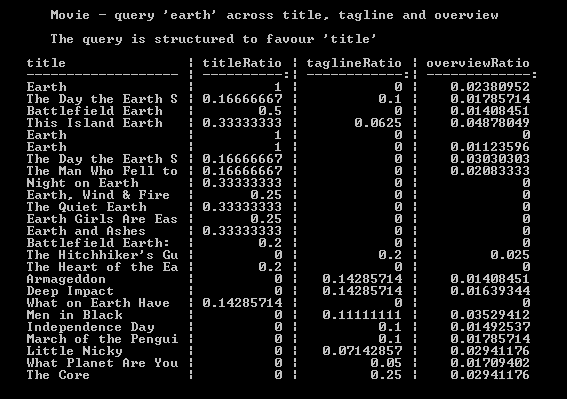 Movie - query 'earth' across title, tagline and overview
The query is structured to favour 'title'
title ¦ titleRatio ¦ taglineRatio ¦ overviewRatio
------------------- ¦ ----------:¦ ------------:¦ -------------:
Earth ¦ 1 ¦ 0 ¦ 0.02380952
The Day the Earth S ¦ 0.16666667 ¦ 0.1 ¦ 0.01785714
Battlefield Earth ¦ 0.5 ¦ 0 ¦ 0.01408451
This Island Earth ¦ 0.33333333 ¦ 0.0625 ¦ 0.04878049
Earth ¦ 1 ¦ 0 ¦ 0
Earth ¦ 1 ¦ 0 ¦ 0.01123596
The Day the Earth S ¦ 0.16666667 ¦ 0 ¦ 0.03030303
The Man Who Fell to ¦ 0.16666667 ¦ 0 ¦ 0.02083333
Night on Earth ¦ 0.33333333 ¦ 0 ¦ 0
Earth, Wind & Fire ¦ 0.25 ¦ 0 ¦ 0
The Quiet Earth ¦ 0.33333333 ¦ 0 ¦ 0
Earth Girls Are Eas ¦ 0.25 ¦ 0 ¦ 0
Earth and Ashes ¦ 0.33333333 ¦ 0 ¦ 0
Battlefield Earth: ¦ 0.2 ¦ 0 ¦ 0
The Hitchhiker's Gu ¦ 0 ¦ 0.2 ¦ 0.025
The Heart of the Ea ¦ 0.2 ¦ 0 ¦ 0
Armageddon ¦ 0 ¦ 0.14285714 ¦ 0.01408451
Deep Impact ¦ 0 ¦ 0.14285714 ¦ 0.01639344
What on Earth Have ¦ 0.14285714 ¦ 0 ¦ 0
Men in Black ¦ 0 ¦ 0.11111111 ¦ 0.03529412
Independence Day ¦ 0 ¦ 0.1 ¦ 0.01492537
March of the Pengui ¦ 0 ¦ 0.1 ¦ 0.01785714
Little Nicky ¦ 0 ¦ 0.07142857 ¦ 0.02941176
What Planet Are You ¦ 0 ¦ 0.05 ¦ 0.01709402
The Core ¦ 0 ¦ 0.25 ¦ 0.02941176